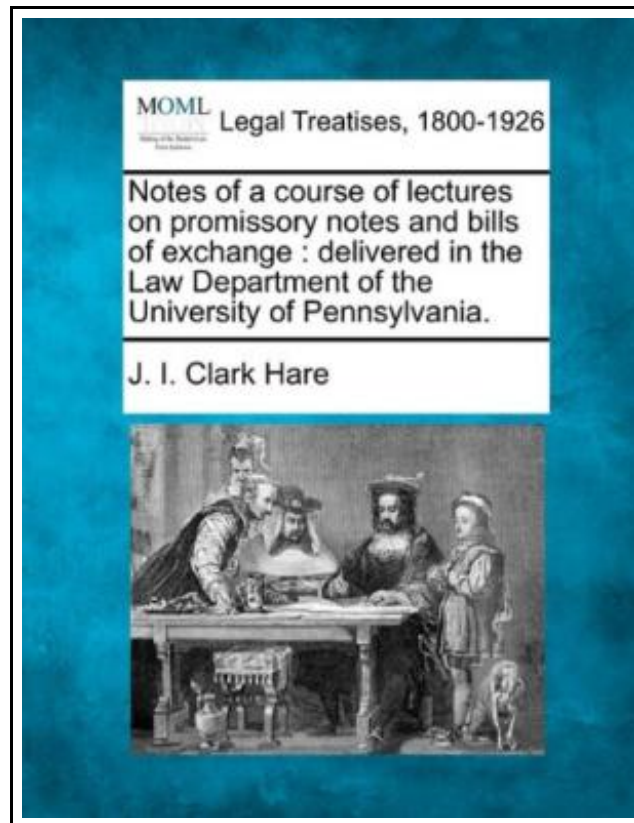 MOML
Legal Treatises, 1800-1926
Notes of a course of lectures
on promissory notes and bills
of exchange : delivered in the
Law Department of the
University of Pennsylvania.
J. I. Clark Hare